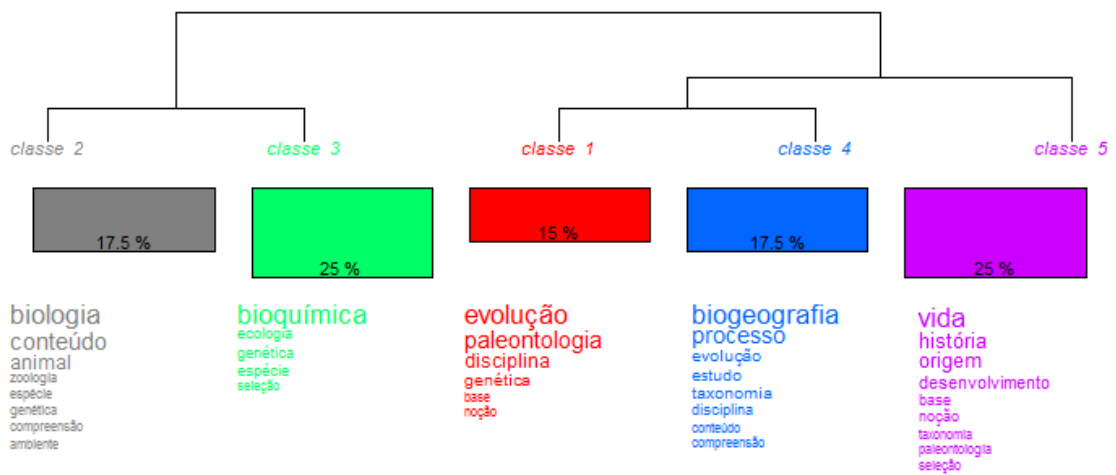 classe 2
classe 3
classe 1
classe 4
classe 5
17.5 %
25 %
15 %
17.5 %
25 %
biologia
conteúdo
animal
zoologia
espécie
genética
compreensão
ambiente
bioquímica
ecologia
genética
espécie
seleção
evolução
paleontologia
disciplina
genética
base
noção
biogeografia
processo
evolução
estudo
taxonomia
disciplina
conteúdo
compreensão
vida
história
origem
desenvolvimento
base
noção
taxonomia
paleontologia
seleção